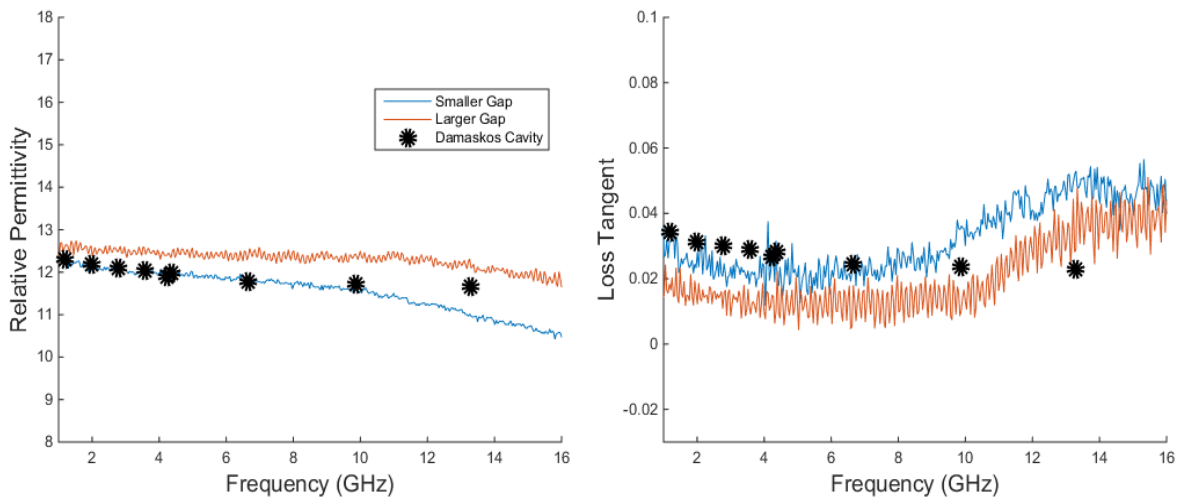 18
17
16
15
14
13
12
11
10
9
8
Relative Permittivity
2 4 6 8 10 12 14 16
Frequency (GHz)
Smaller Gap
Larger Gap
Damaskos Cavity
0.1
0.08
0.06
0.04
0.02
0
-0.02
Loss Tangent
2 4 6 8 10 12 14 16
Frequency (GHz)